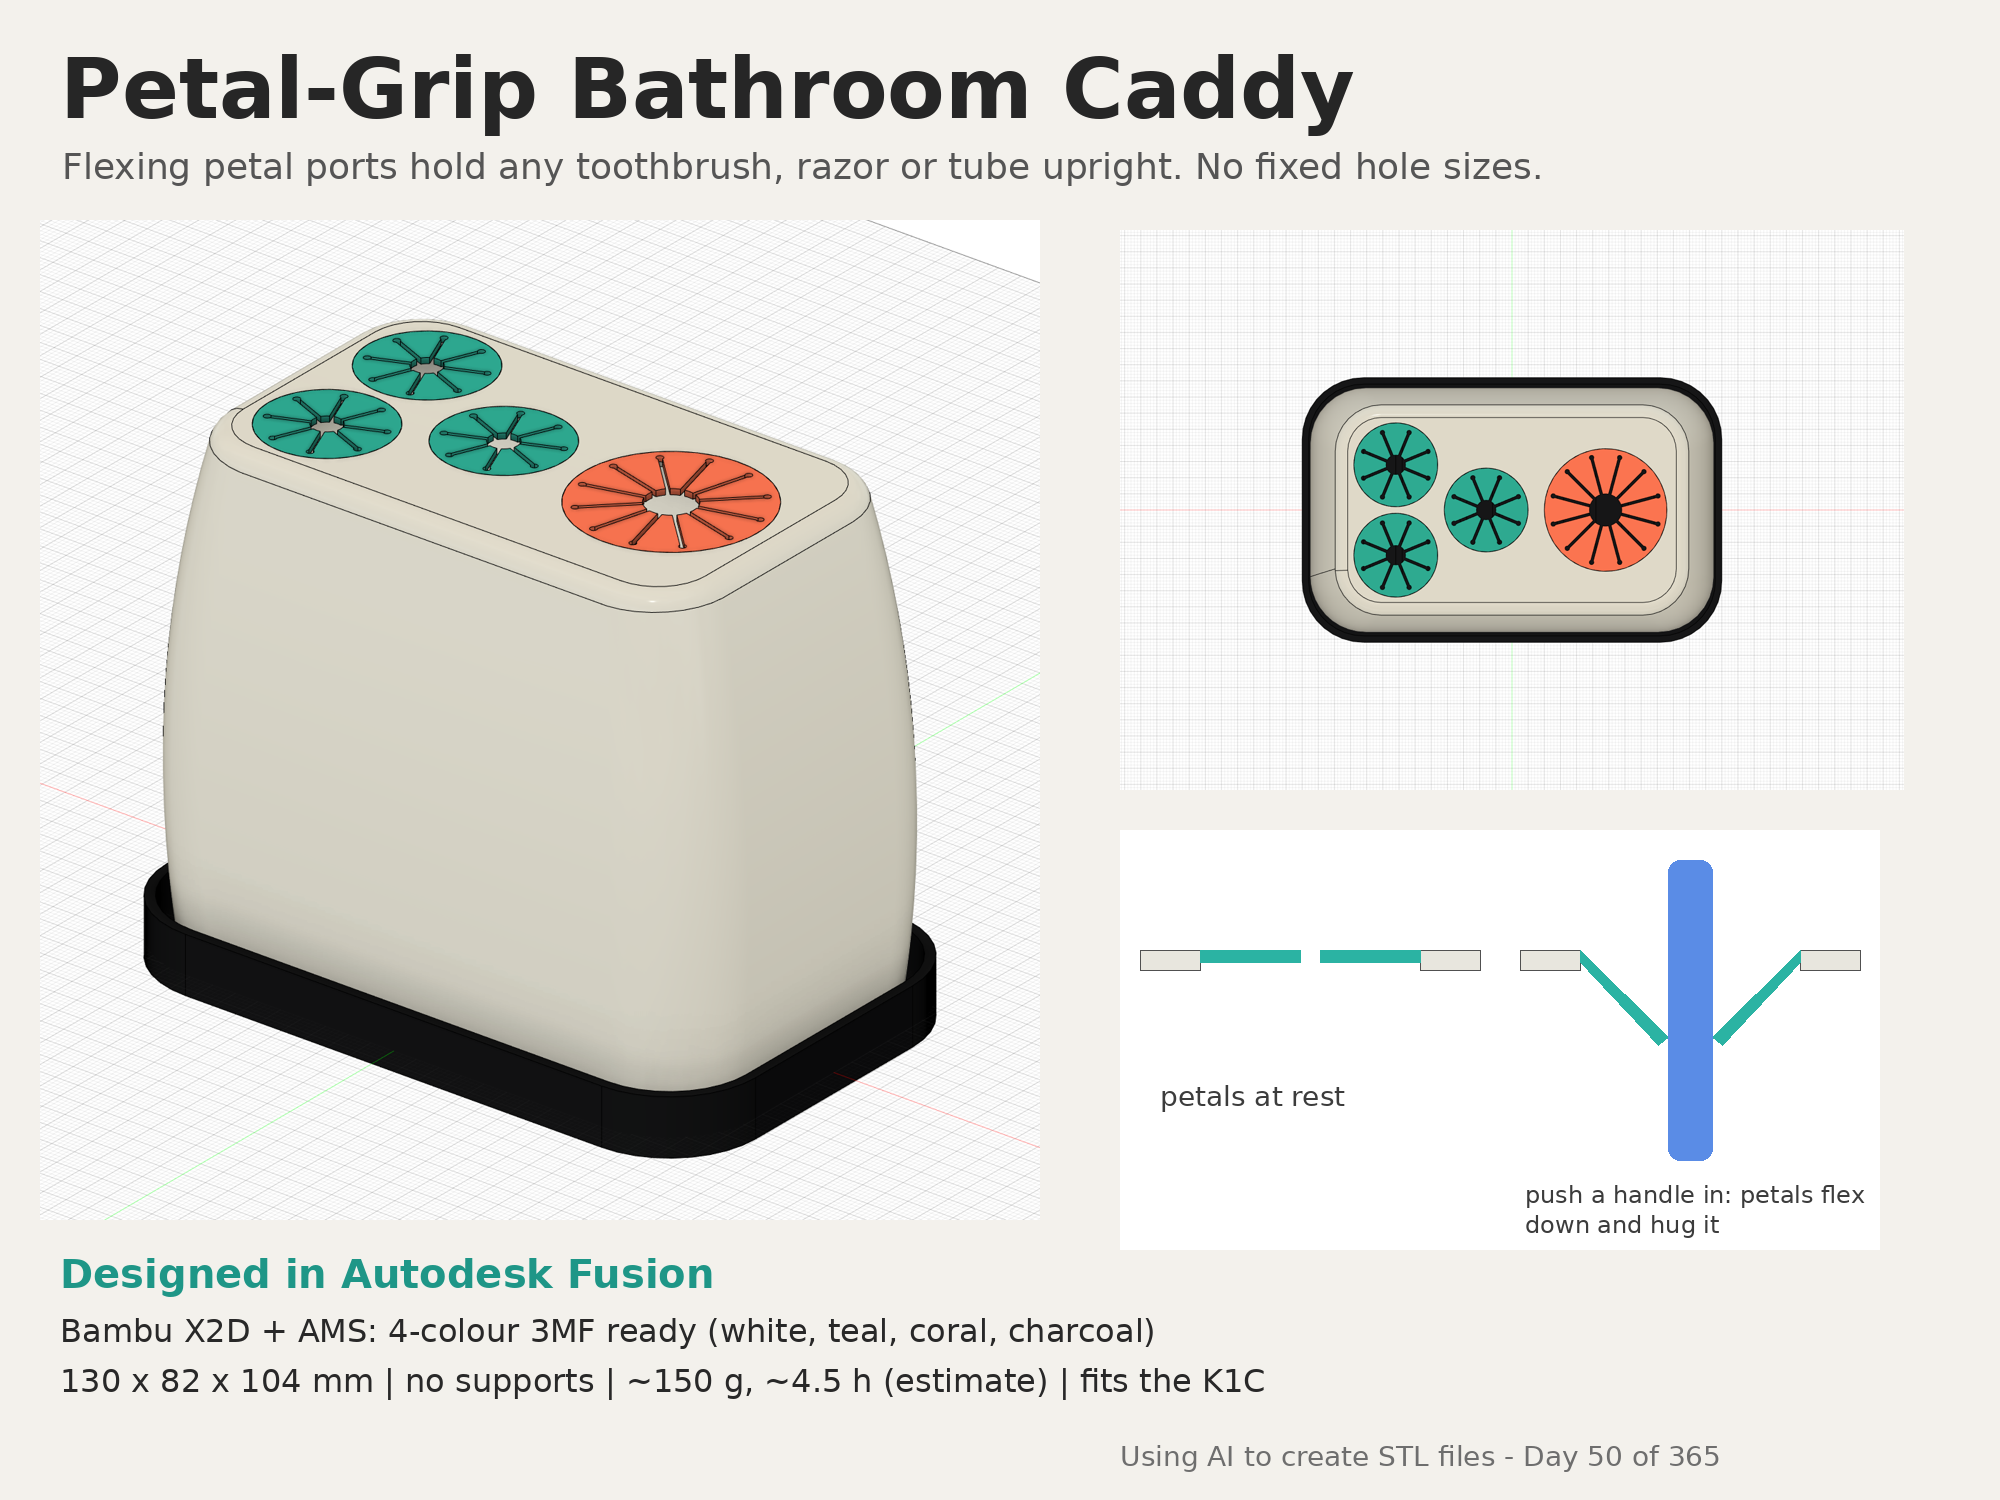 Petal-Grip Bathroom Caddy
Flexing petal ports hold any toothbrush, razor or tube upright. No fixed hole sizes.
petals at rest
push a handle in: petals flex
down and hug it
Designed in Autodesk Fusion
Bambu X2D + AMS: 4-colour 3MF ready (white, teal, coral, charcoal)
130 x 82 x 104 mm | no supports | ~150 g, ~4.5 h (estimate) | fits the K1C
Using AI to create STL files - Day 50 of 365